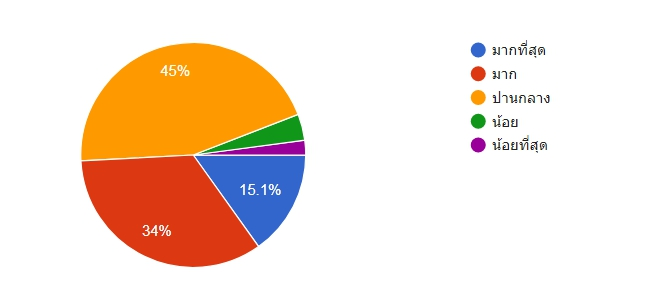 45%
15.1%
34%
มากที่สุด
มาก
ปานกลาง
น้อย
น้อยที่สุด